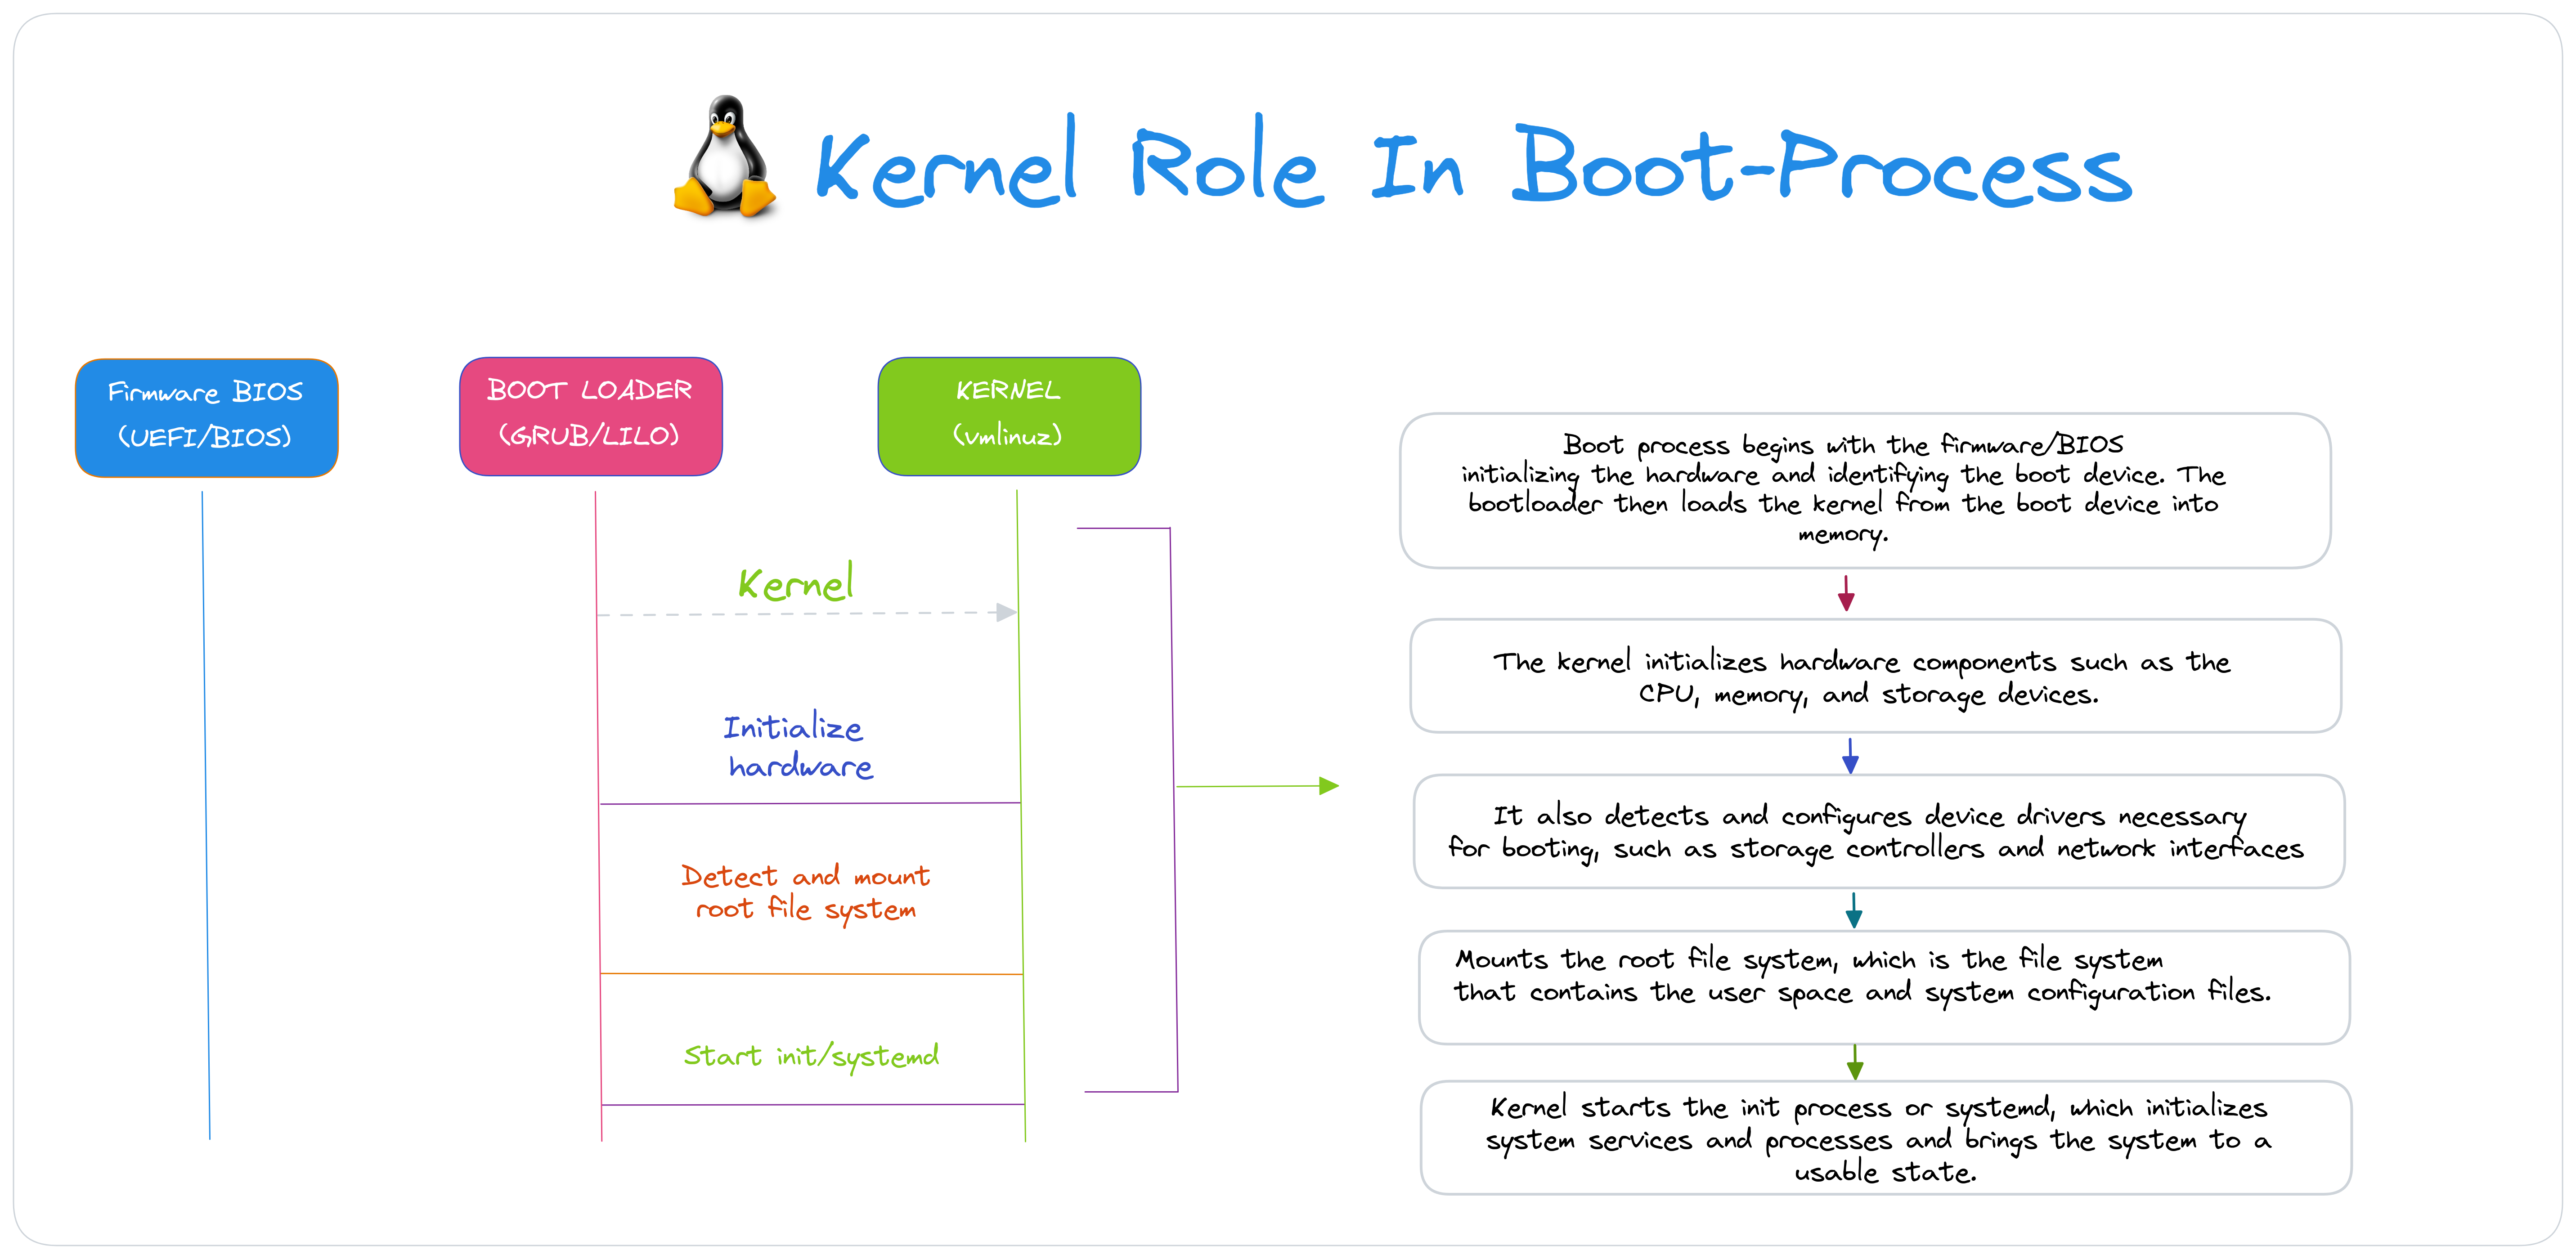 Kernel Role In Boot-Process
Firmware BIOS
(UEFI/BIOS)
BOOT LOADER
(GRUB/LILO)
KERNEL
(vmlinuz)
Kernel
Initialize
hardware
Detect and mount
root file system
Start init/systemd
Boot process begins with the firmware/BIOS
initializing the hardware and identifying the boot device. The
bootloader then loads the kernel from the boot device into
memory.
The kernel initializes hardware components such as the
CPU, memory, and storage devices.
It also detects and configures device drivers necessary
for booting, such as storage controllers and network interfaces
Mounts the root file system, which is the file system
that contains the user space and system configuration files.
Kernel starts the init process or systemd, which initializes
system services and processes and brings the system to a
usable state.